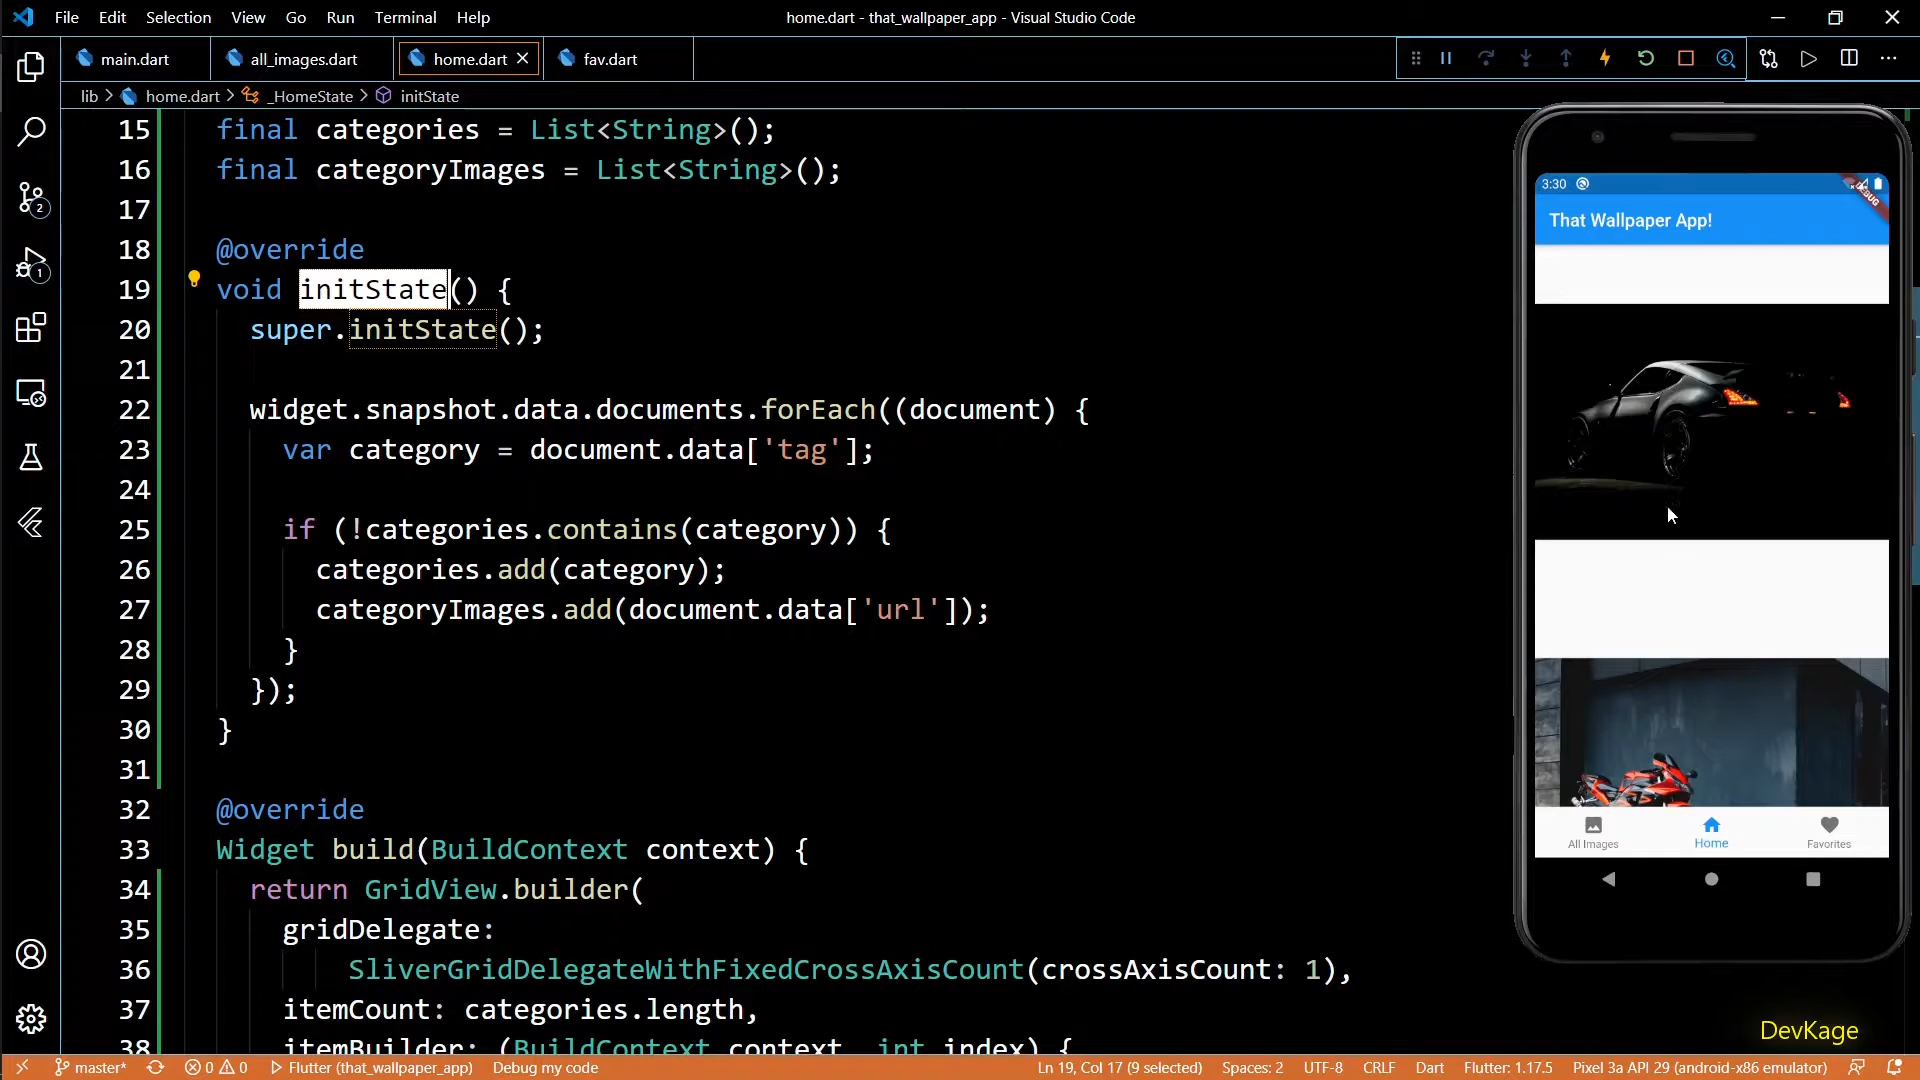 File Edit Selection View Go Run Terminal Help
home.dart - that_wallpaper_app - Visual Studio Code
main.dart all_images.dart home.dart fav.dart
lib > home.dart > _HomeState > initState
15 final categories = List<String>();
16 final categoryImages = List<String>();
17
18 @override
19 void initState() {
20 super.initState();
21
22 widget.snapshot.data.documents.forEach((document) {
23 var category = document.data['tag'];
24
25 if (!categories.contains(category)) {
26 categories.add(category);
27 categoryImages.add(document.data['url']);
28 }
29 });
30 }
31
32 @override
33 Widget build(BuildContext context) {
34 return GridView.builder(
35 gridDelegate:
36 SliverGridDelegateWithFixedCrossAxisCount(crossAxisCount: 1),
37 itemCount: categories.length,
38 itemBuilder: (BuildContext context, int index) {
2
1
3:30
DEBUG
That Wallpaper App!
All Images Home Favorites
DevKage
master* 0 0 Flutter (that_wallpaper_app) Debug my code
Ln 19, Col 17 (9 selected) Spaces: 2 UTF-8 CRLF Dart Flutter: 1.17.5 Pixel 3a API 29 (android-x86 emulator)